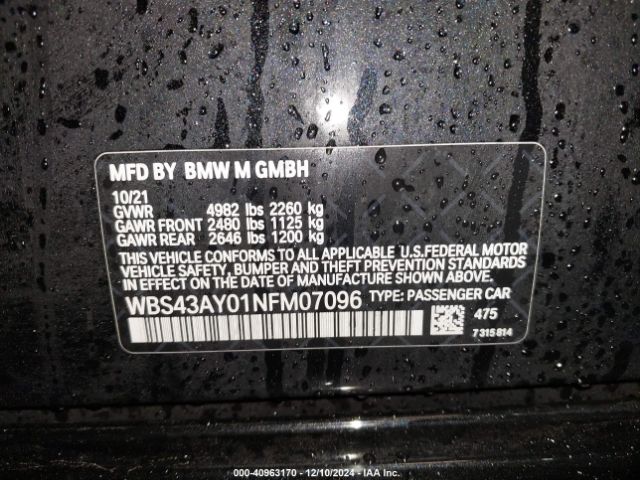 MFD BY BMW M GMBH
10/21
GVWR 4982 lbs 2260 kg
GAWR FRONT 2480 lbs 1125 kg
GAWR REAR 2646 lbs 1200 kg
THIS VEHICLE CONFORMS TO ALL APPLICABLE U.S.FEDERAL MOTOR
VEHICLE SAFETY, BUMPER AND THEFT PREVENTION STANDARDS
IN EFFECT ON THE DATE OF MANUFACTURE SHOWN ABOVE.
WBS43AY01NFM07096 TYPE: PASSENGER CAR
475
7 315 814
000-40963170 - 12/10/2024 - IAA Inc.